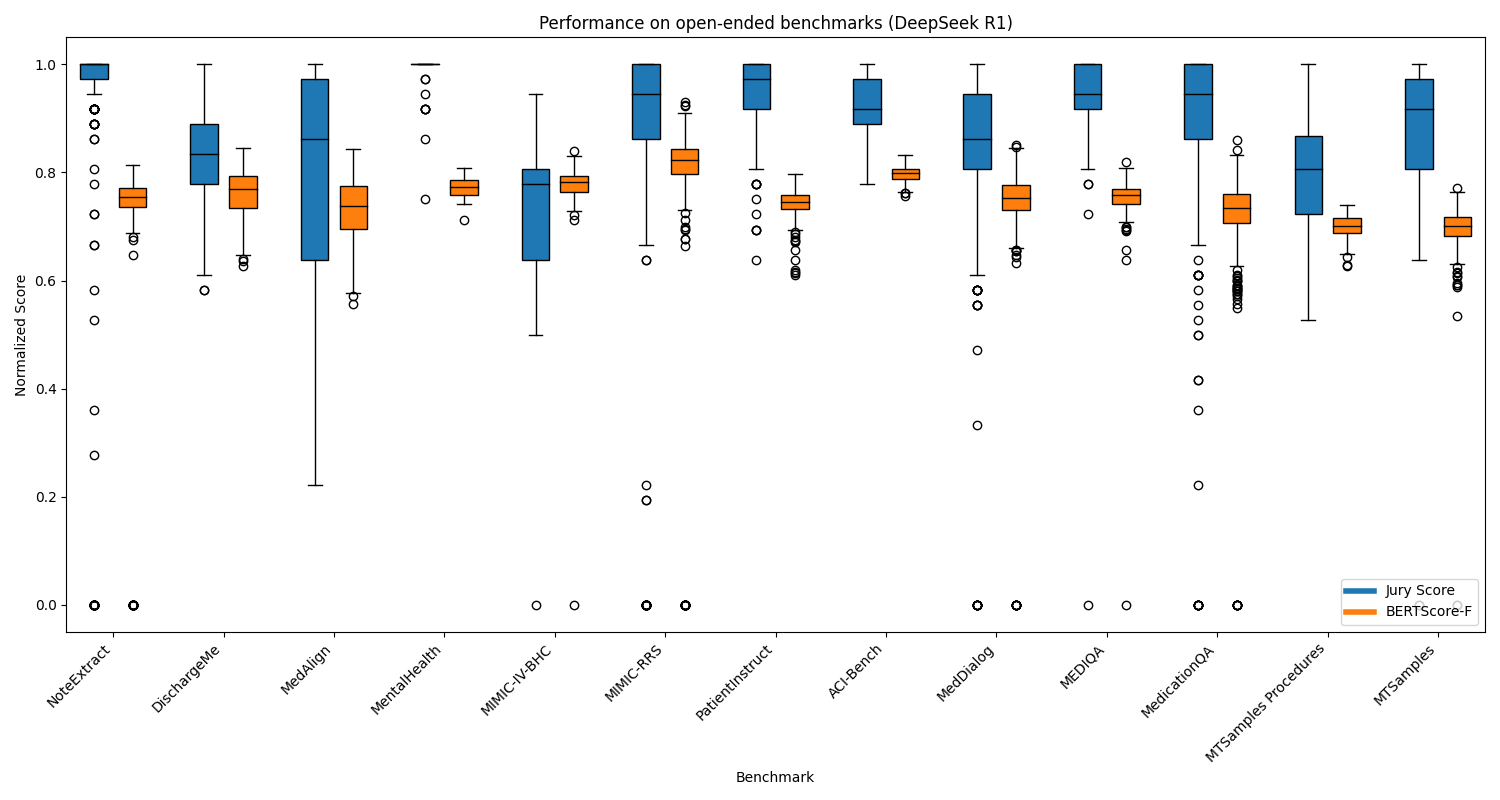 Performance on open-ended benchmarks (DeepSeek R1)
Normalized Score
1.0
0.8
0.6
0.4
0.2
0.0
Jury Score
BERTScore-F
NoteExtract
DischargeMe
MedAlign
MentalHealth
MIMIC-IV-BHC
MIMIC-RRS
PatientInstruct
ACI-Bench
MedDialog
MEDIQA
MedicationQA
MTSamples Procedures
MTSamples
Benchmark